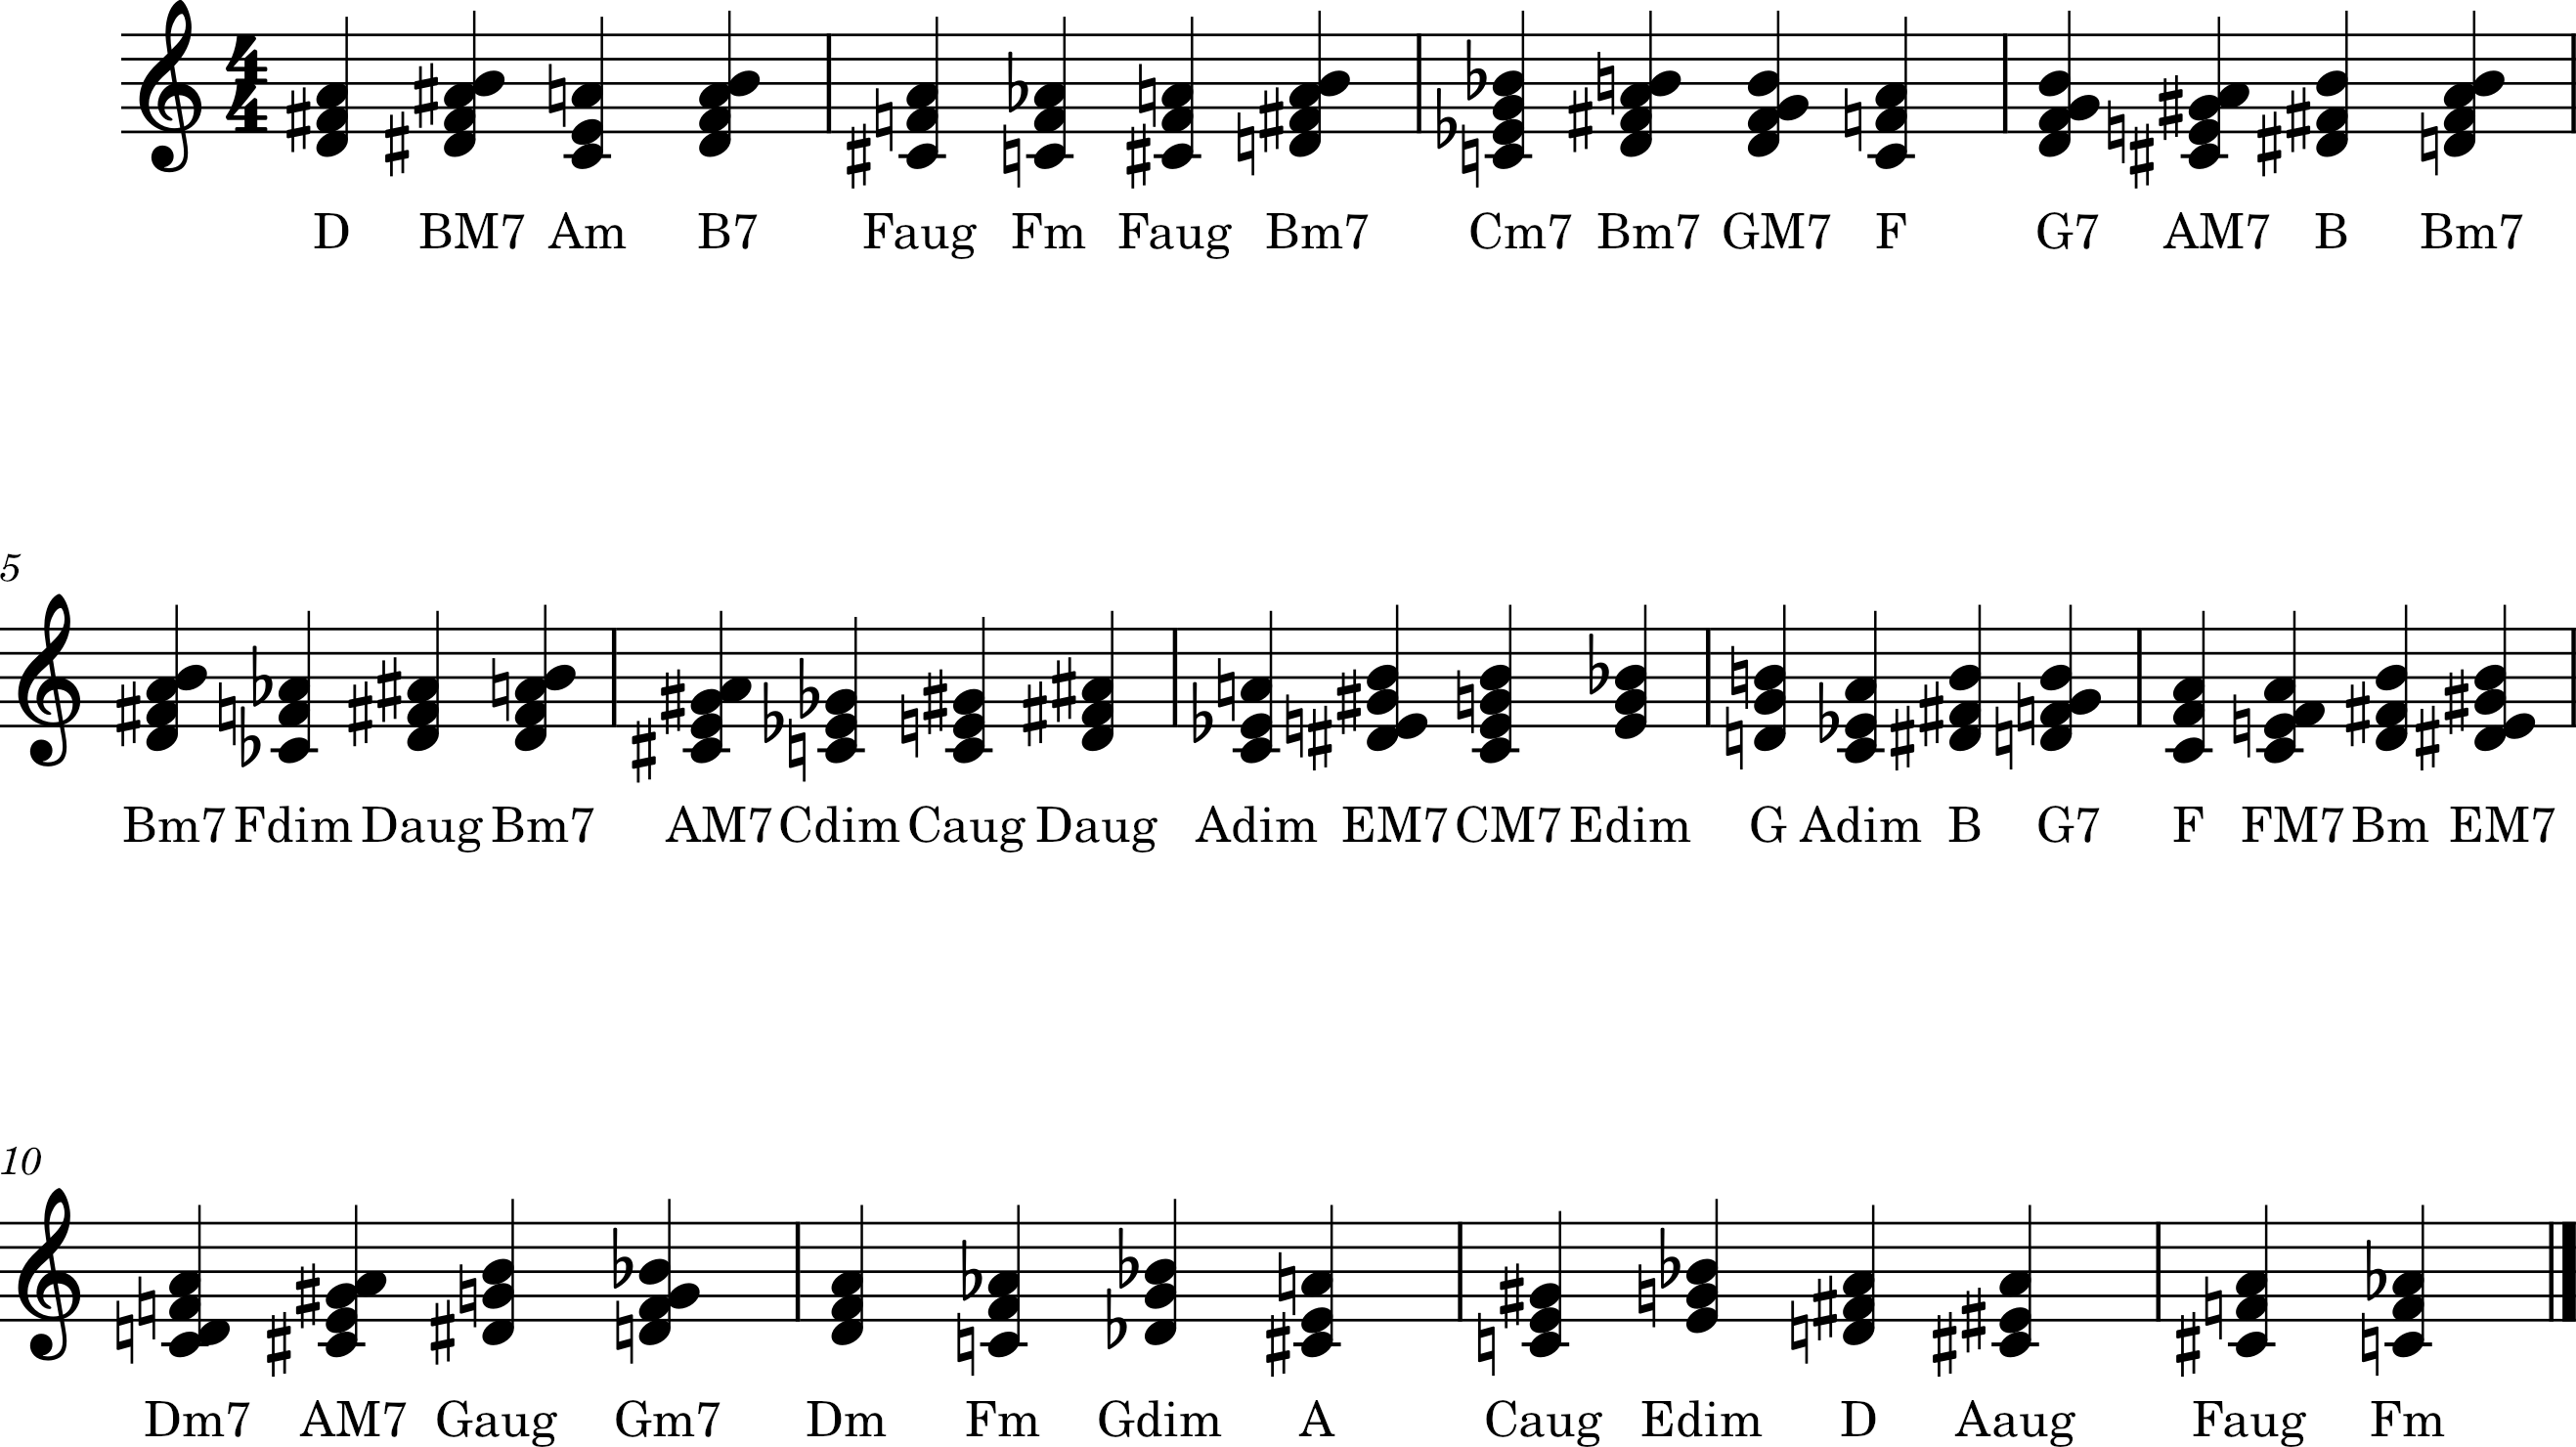 4
4
D BM7 Am B7 Faug Fm Faug Bm7 Cm7 Bm7 GM7 F G7 AM7 B Bm7
5
Bm7 Fdim Daug Bm7 AM7 Cdim Caug Daug Adim EM7 CM7 Edim G Adim B G7 F FM7 Bm EM7
10
Dm7 AM7 Gaug Gm7 Dm Fm Gdim A Caug Edim D Aaug Faug Fm